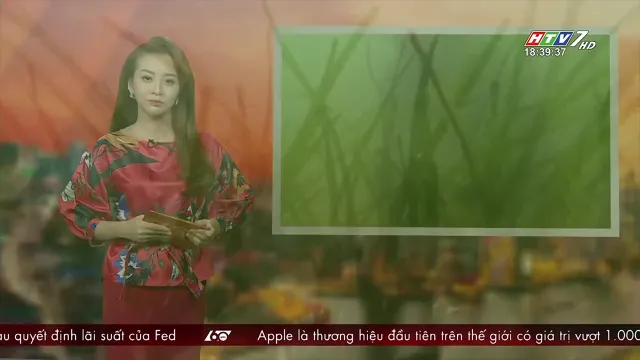 HTV7 HD
18:39:37
au quyết định lãi suất của Fed 60 Apple là thương hiệu đầu tiên trên thế giới có giá trị vượt 1.000